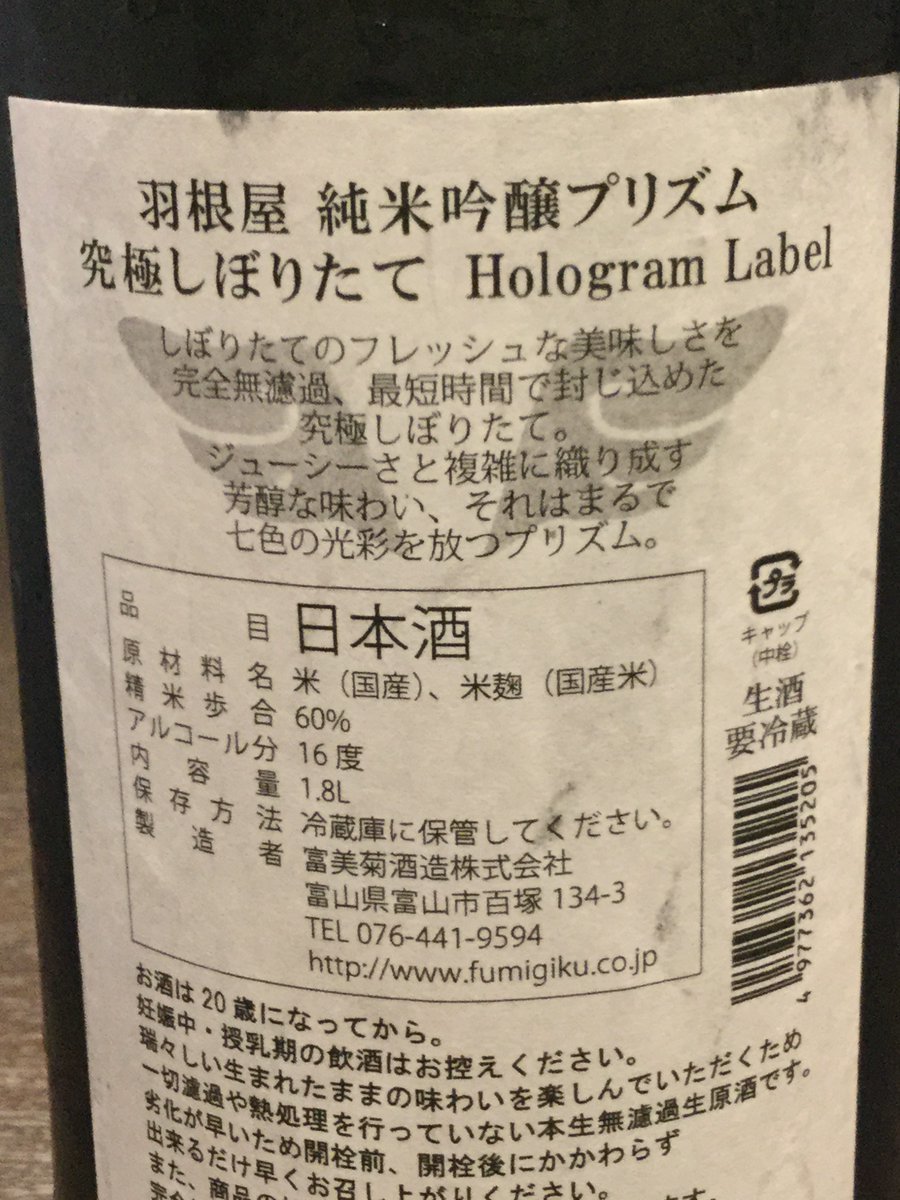 羽根屋 純米吟醸プリズム
究極しぼりたて Hologram Label
しぼりたてのフレッシュな美味しさを
完全無濾過、最短時間で封じ込めた
究極しぼりたて。
ジューシーさと複雑に織り成す
芳醇な味わい、それはまるで
七色の光彩を放つプリズム。
品目 日本酒
原材料名 米（国産）、米麹（国産米）
精米歩合 60%
アルコール分 16度
内容量 1.8L
保存方法 冷蔵庫に保管してください。
製造者 富美菊酒造株式会社
富山県富山市百塚 134-3
TEL 076-441-9594
http://www.fumigiku.co.jp
プラ
キャップ
（中栓）
生酒
要冷蔵
4 977362 135205
お酒は20歳になってから。
妊娠中・授乳期の飲酒はお控えください。
瑞々しい生まれたままの味わいを楽しんでいただくため
一切濾過や熱処理を行っていない本生無濾過生原酒です。
劣化が早いため開栓前、開栓後にかかわらず
出来るだけ早くお召し上がりください。
また、商品の